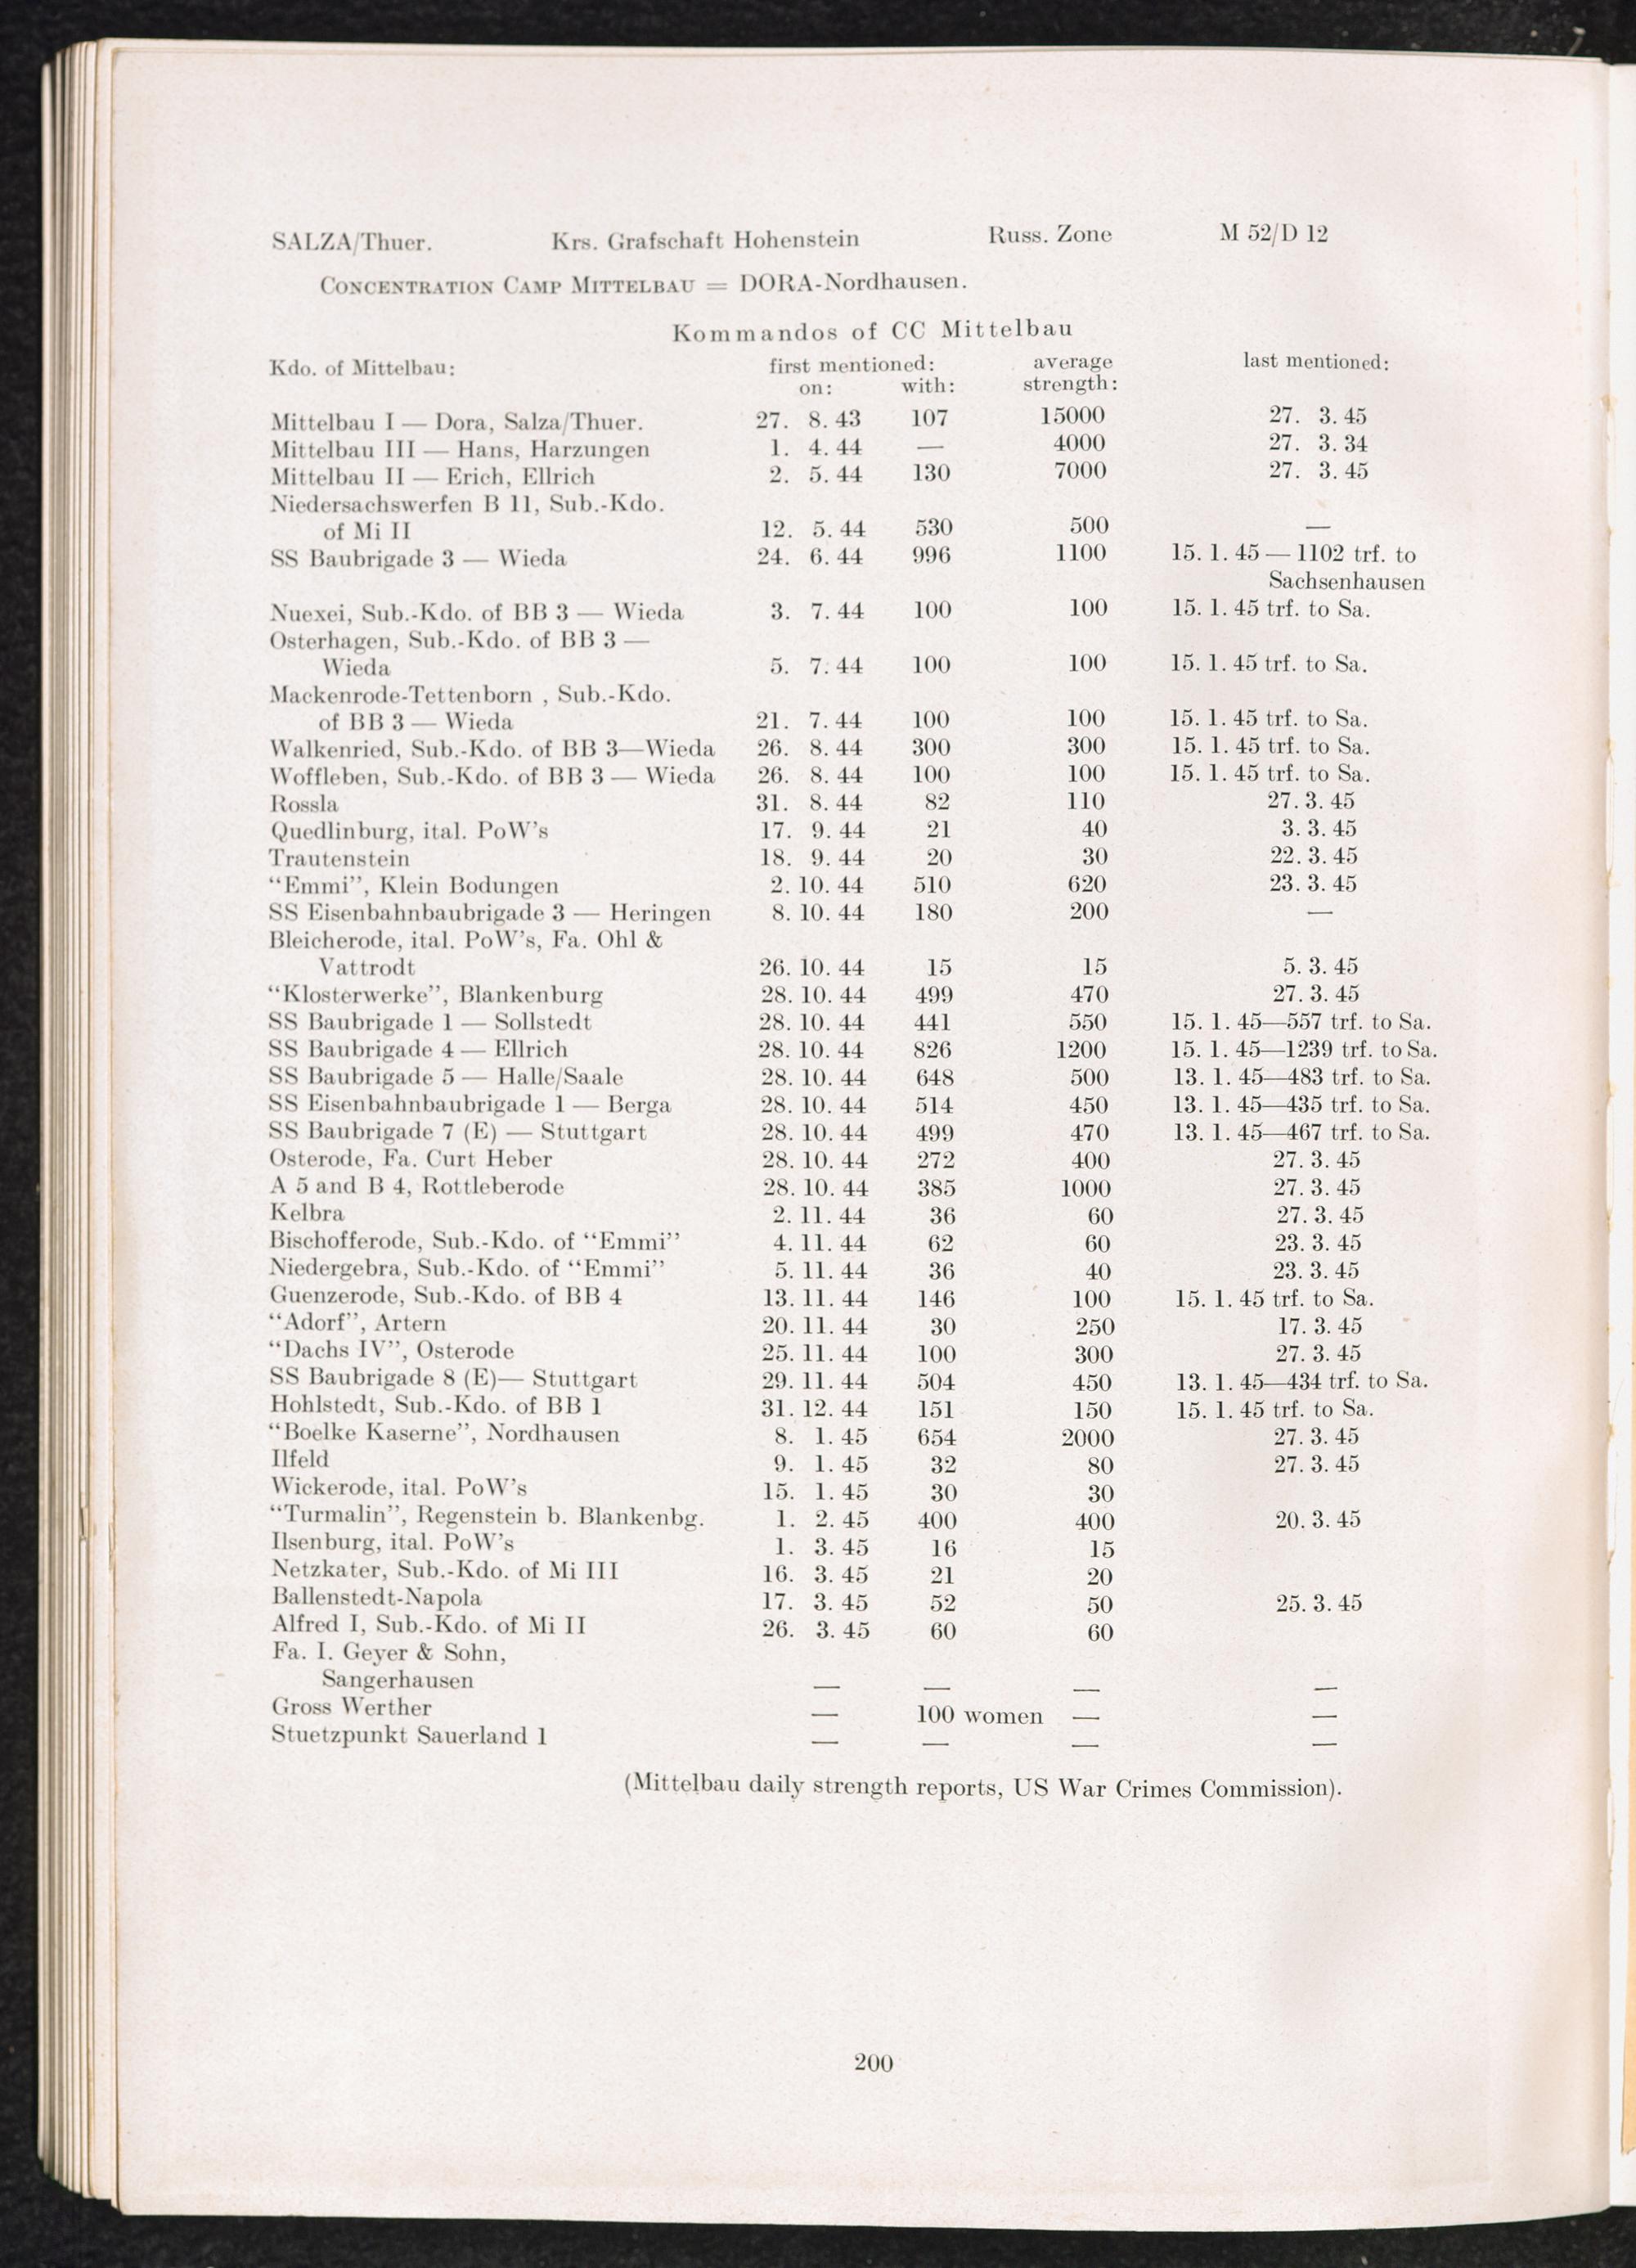 SALZA/Thuer. Krs. Grafschaft Hohenstein Russ. Zone M 52/D 12
CONCENTRATION CAMP MITTELBAU = DORA-Nordhausen.
Kommandos of CC Mittelbau
Kdo. of Mittelbau: first mentioned: average last mentioned:
on: with: strength:
Mittelbau I — Dora, Salza/Thuer. 27. 8. 43 107 15000 27. 3. 45
Mittelbau III — Hans, Harzungen 1. 4. 44 — 4000 27. 3. 34
Mittelbau II — Erich, Ellrich 2. 5. 44 130 7000 27. 3. 45
Niedersachswerfen B 11, Sub.-Kdo.
of Mi II 12. 5. 44 530 500 —
SS Baubrigade 3 — Wieda 24. 6. 44 996 1100 15. 1. 45 — 1102 trf. to
Sachsenhausen
Nuexei, Sub.-Kdo. of BB 3 — Wieda 3. 7. 44 100 100 15. 1. 45 trf. to Sa.
Osterhagen, Sub.-Kdo. of BB 3 —
Wieda 5. 7. 44 100 100 15. 1. 45 trf. to Sa.
Mackenrode-Tettenborn , Sub.-Kdo.
of BB 3 — Wieda 21. 7. 44 100 100 15. 1. 45 trf. to Sa.
Walkenried, Sub.-Kdo. of BB 3—Wieda 26. 8. 44 300 300 15. 1. 45 trf. to Sa.
Woffleben, Sub.-Kdo. of BB 3 — Wieda 26. 8. 44 100 100 15. 1. 45 trf. to Sa.
Rossla 31. 8. 44 82 110 27. 3. 45
Quedlinburg, ital. PoW's 17. 9. 44 21 40 3. 3. 45
Trautenstein 18. 9. 44 20 30 22. 3. 45
“Emmi”, Klein Bodungen 2. 10. 44 510 620 23. 3. 45
SS Eisenbahnbaubrigade 3 — Heringen 8. 10. 44 180 200 —
Bleicherode, ital. PoW's, Fa. Ohl &
Vattrodt 26. 10. 44 15 15 5. 3. 45
“Klosterwerke”, Blankenburg 28. 10. 44 499 470 27. 3. 45
SS Baubrigade 1 — Sollstedt 28. 10. 44 441 550 15. 1. 45—557 trf. to Sa.
SS Baubrigade 4 — Ellrich 28. 10. 44 826 1200 15. 1. 45—1239 trf. to Sa.
SS Baubrigade 5 — Halle/Saale 28. 10. 44 648 500 13. 1. 45—483 trf. to Sa.
SS Eisenbahnbaubrigade 1 — Berga 28. 10. 44 514 450 13. 1. 45—435 trf. to Sa.
SS Baubrigade 7 (E) — Stuttgart 28. 10. 44 499 470 13. 1. 45—467 trf. to Sa.
Osterode, Fa. Curt Heber 28. 10. 44 272 400 27. 3. 45
A 5 and B 4, Rottleberode 28. 10. 44 385 1000 27. 3. 45
Kelbra 2. 11. 44 36 60 27. 3. 45
Bischofferode, Sub.-Kdo. of “Emmi” 4. 11. 44 62 60 23. 3. 45
Niedergebra, Sub.-Kdo. of “Emmi” 5. 11. 44 36 40 23. 3. 45
Guenzerode, Sub.-Kdo. of BB 4 13. 11. 44 146 100 15. 1. 45 trf. to Sa.
“Adorf”, Artern 20. 11. 44 30 250 17. 3. 45
“Dachs IV”, Osterode 25. 11. 44 100 300 27. 3. 45
SS Baubrigade 8 (E)— Stuttgart 29. 11. 44 504 450 13. 1. 45—434 trf. to Sa.
Hohlstedt, Sub.-Kdo. of BB 1 31. 12. 44 151 150 15. 1. 45 trf. to Sa.
“Boelke Kaserne”, Nordhausen 8. 1. 45 654 2000 27. 3. 45
Ilfeld 9. 1. 45 32 80 27. 3. 45
Wickerode, ital. PoW's 15. 1. 45 30 30
“Turmalin”, Regenstein b. Blankenbg. 1. 2. 45 400 400 20. 3. 45
Ilsenburg, ital. PoW's 1. 3. 45 16 15
Netzkater, Sub.-Kdo. of Mi III 16. 3. 45 21 20
Ballenstedt-Napola 17. 3. 45 52 50 25. 3. 45
Alfred I, Sub.-Kdo. of Mi II 26. 3. 45 60 60
Fa. I. Geyer & Sohn,
Sangerhausen — — — —
Gross Werther — 100 women — —
Stuetzpunkt Sauerland 1 — — — —
(Mittelbau daily strength reports, US War Crimes Commission).
200